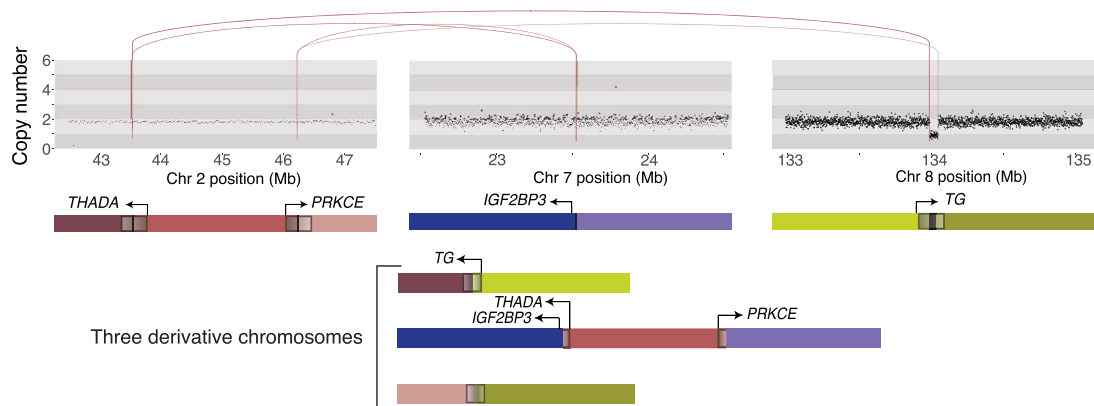 Copy number
6
4
2
0
43 44 45 46 47
23 24
133 134 135
Chr 2 position (Mb)
Chr 7 position (Mb)
Chr 8 position (Mb)
THADA PRKCE
IGF2BP3
TG
TG
THADA
IGF2BP3 PRKCE
Three derivative chromosomes